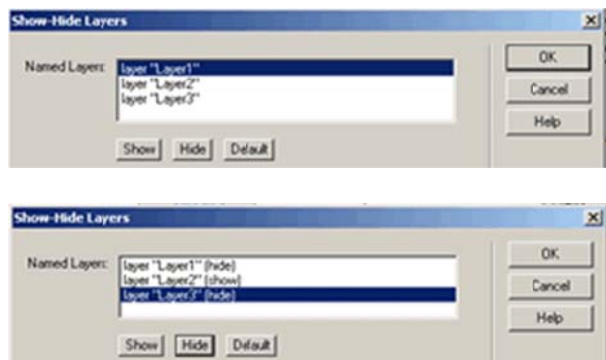 Show-Hide Layers
Named Layers: layer "Layer1"
layer "Layer2"
layer "Layer3"
Show Hide Default
OK
Cancel
Help
Show-Hide Layers
Named Layers: layer "Layer1" (hide)
layer "Layer2" (show)
layer "Layer3" (hide)
Show Hide Default
OK
Cancel
Help